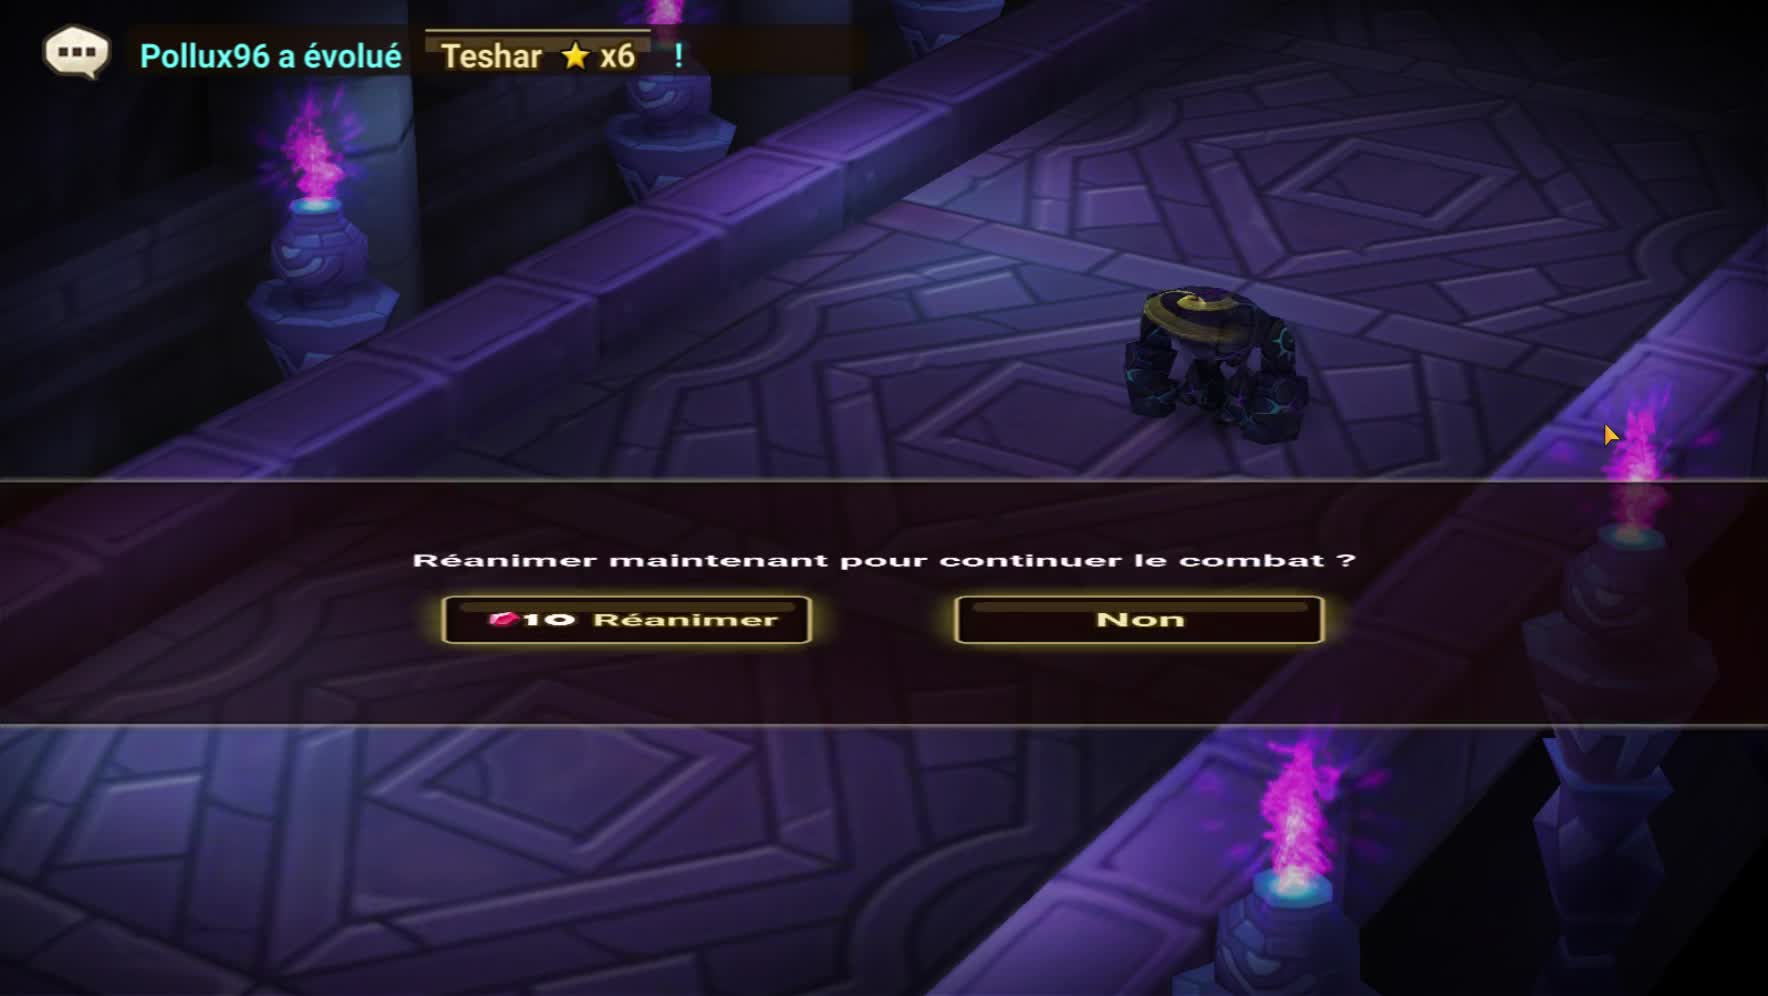 Pollux96 a évolué Teshar ★ x6 !
Réanimer maintenant pour continuer le combat ?
10 Réanimer
Non